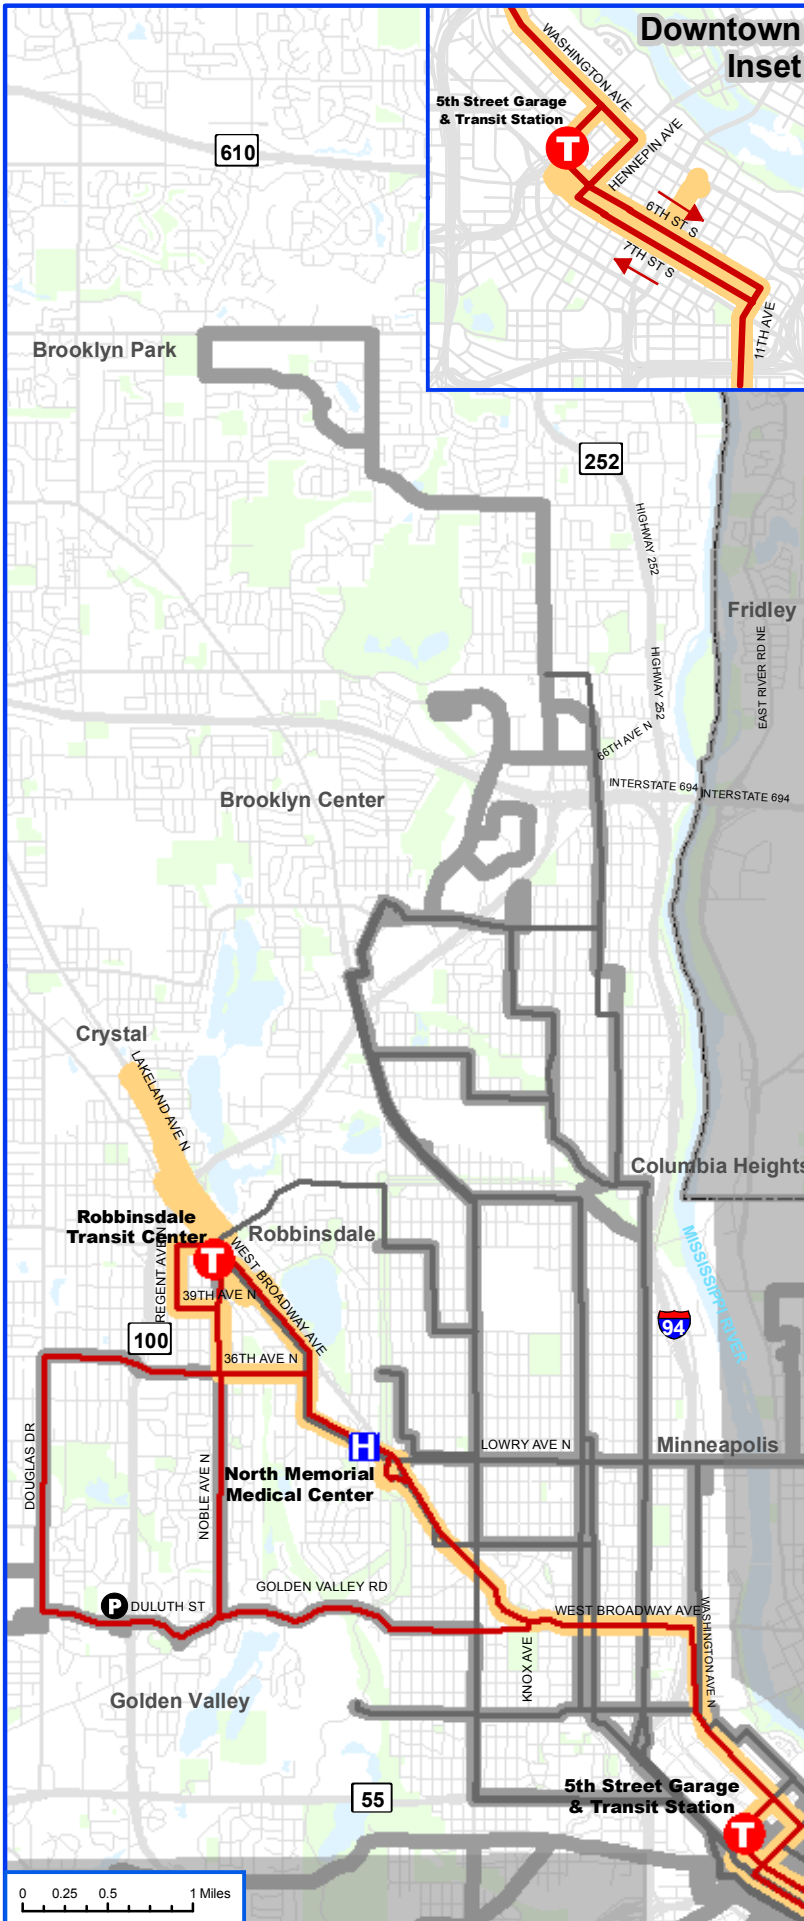 Downtown
Inset
WASHINGTON AVE
5th Street Garage
& Transit Station
T
HENNEPIN AVE
6TH ST S
7TH ST S
11TH AVE
610
Brooklyn Park
252
HIGHWAY 252
Fridley
EAST RIVER RD NE
HIGHWAY 252
66TH AVE N
INTERSTATE 694
INTERSTATE 694
Brooklyn Center
Crystal
LAKELAND AVE N
Columbia Heights
Robbinsdale
Transit Center
T
Robbinsdale
REGENT AVE N
WEST BROADWAY AVE
39TH AVE N
MISSISSIPPI RIVER
100
94
36TH AVE N
DOUGLAS DR
NOBLE AVE N
H
LOWRY AVE N
Minneapolis
North Memorial
Medical Center
GOLDEN VALLEY RD
P
DULUTH ST
WEST BROADWAY AVE
WASHINGTON AVE N
KNOX AVE
Golden Valley
5th Street Garage
& Transit Station
T
55
0 0.25 0.5 1 Miles